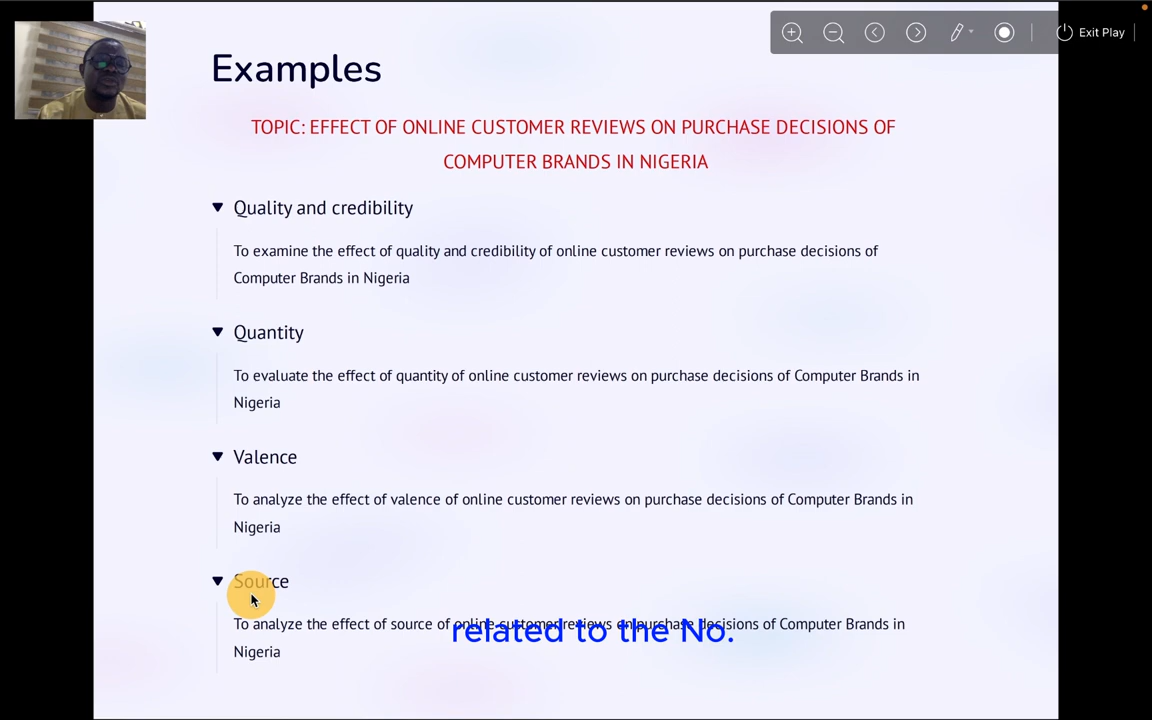 Exit Play
Examples
TOPIC: EFFECT OF ONLINE CUSTOMER REVIEWS ON PURCHASE DECISIONS OF
COMPUTER BRANDS IN NIGERIA
Quality and credibility
To examine the effect of quality and credibility of online customer reviews on purchase decisions of
Computer Brands in Nigeria
Quantity
To evaluate the effect of quantity of online customer reviews on purchase decisions of Computer Brands in
Nigeria
Valence
To analyze the effect of valence of online customer reviews on purchase decisions of Computer Brands in
Nigeria
Source
To analyze the effect of source of online customer reviews on purchase decisions of Computer Brands in
Nigeria
related to the No.